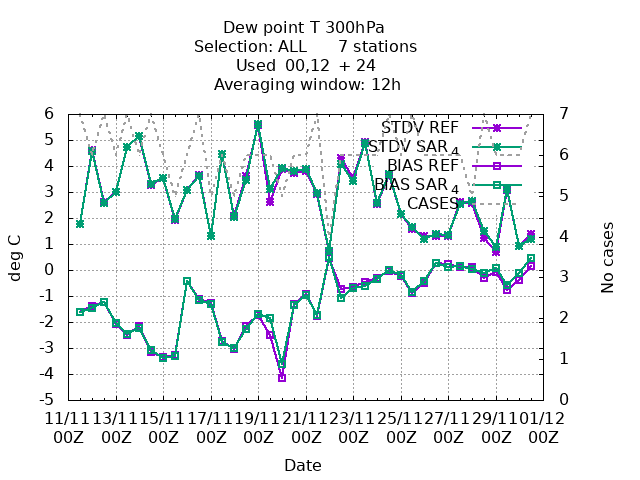 Dew point T 300hPa
Selection: ALL 7 stations
Used 00,12 + 24
Averaging window: 12h
6
5
4
3
2
1
0
-1
-2
-3
-4
-5
deg C
7
6
5
4
3
2
1
0
No cases
STDV REF
STDV SAR₄
BIAS REF
BIAS SAR₄
CASES
11/11 13/11 15/11 17/11 19/11 21/11 23/11 25/11 27/11 29/11 01/12
00Z 00Z 00Z 00Z 00Z 00Z 00Z 00Z 00Z 00Z 00Z
Date